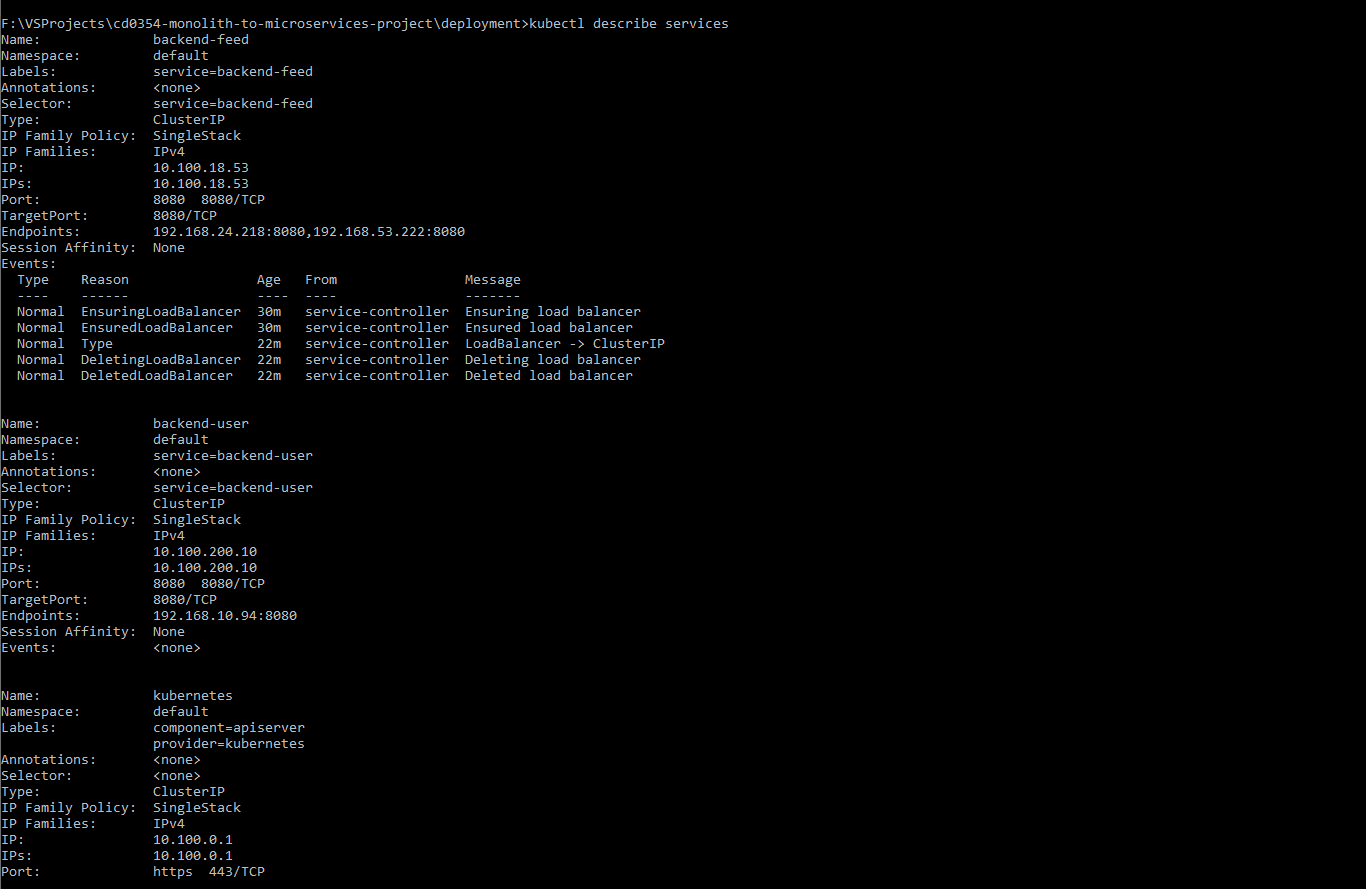 F:\VSProjects\cd0354-monolith-to-microservices-project\deployment>kubectl describe services
Name:              backend-feed
Namespace:         default
Labels:            service=backend-feed
Annotations:       <none>
Selector:          service=backend-feed
Type:              ClusterIP
IP Family Policy:  SingleStack
IP Families:       IPv4
IP:                10.100.18.53
IPs:               10.100.18.53
Port:              8080  8080/TCP
TargetPort:        8080/TCP
Endpoints:         192.168.24.218:8080,192.168.53.222:8080
Session Affinity:  None
Events:
  Type    Reason                Age   From                Message
  ----    ------                ----  ----                -------
  Normal  EnsuringLoadBalancer  30m   service-controller  Ensuring load balancer
  Normal  EnsuredLoadBalancer   30m   service-controller  Ensured load balancer
  Normal  Type                  22m   service-controller  LoadBalancer -> ClusterIP
  Normal  DeletingLoadBalancer  22m   service-controller  Deleting load balancer
  Normal  DeletedLoadBalancer   22m   service-controller  Deleted load balancer

Name:              backend-user
Namespace:         default
Labels:            service=backend-user
Annotations:       <none>
Selector:          service=backend-user
Type:              ClusterIP
IP Family Policy:  SingleStack
IP Families:       IPv4
IP:                10.100.200.10
IPs:               10.100.200.10
Port:              8080  8080/TCP
TargetPort:        8080/TCP
Endpoints:         192.168.10.94:8080
Session Affinity:  None
Events:            <none>

Name:              kubernetes
Namespace:         default
Labels:            component=apiserver
                   provider=kubernetes
Annotations:       <none>
Selector:          <none>
Type:              ClusterIP
IP Family Policy:  SingleStack
IP Families:       IPv4
IP:                10.100.0.1
IPs:               10.100.0.1
Port:              https  443/TCP